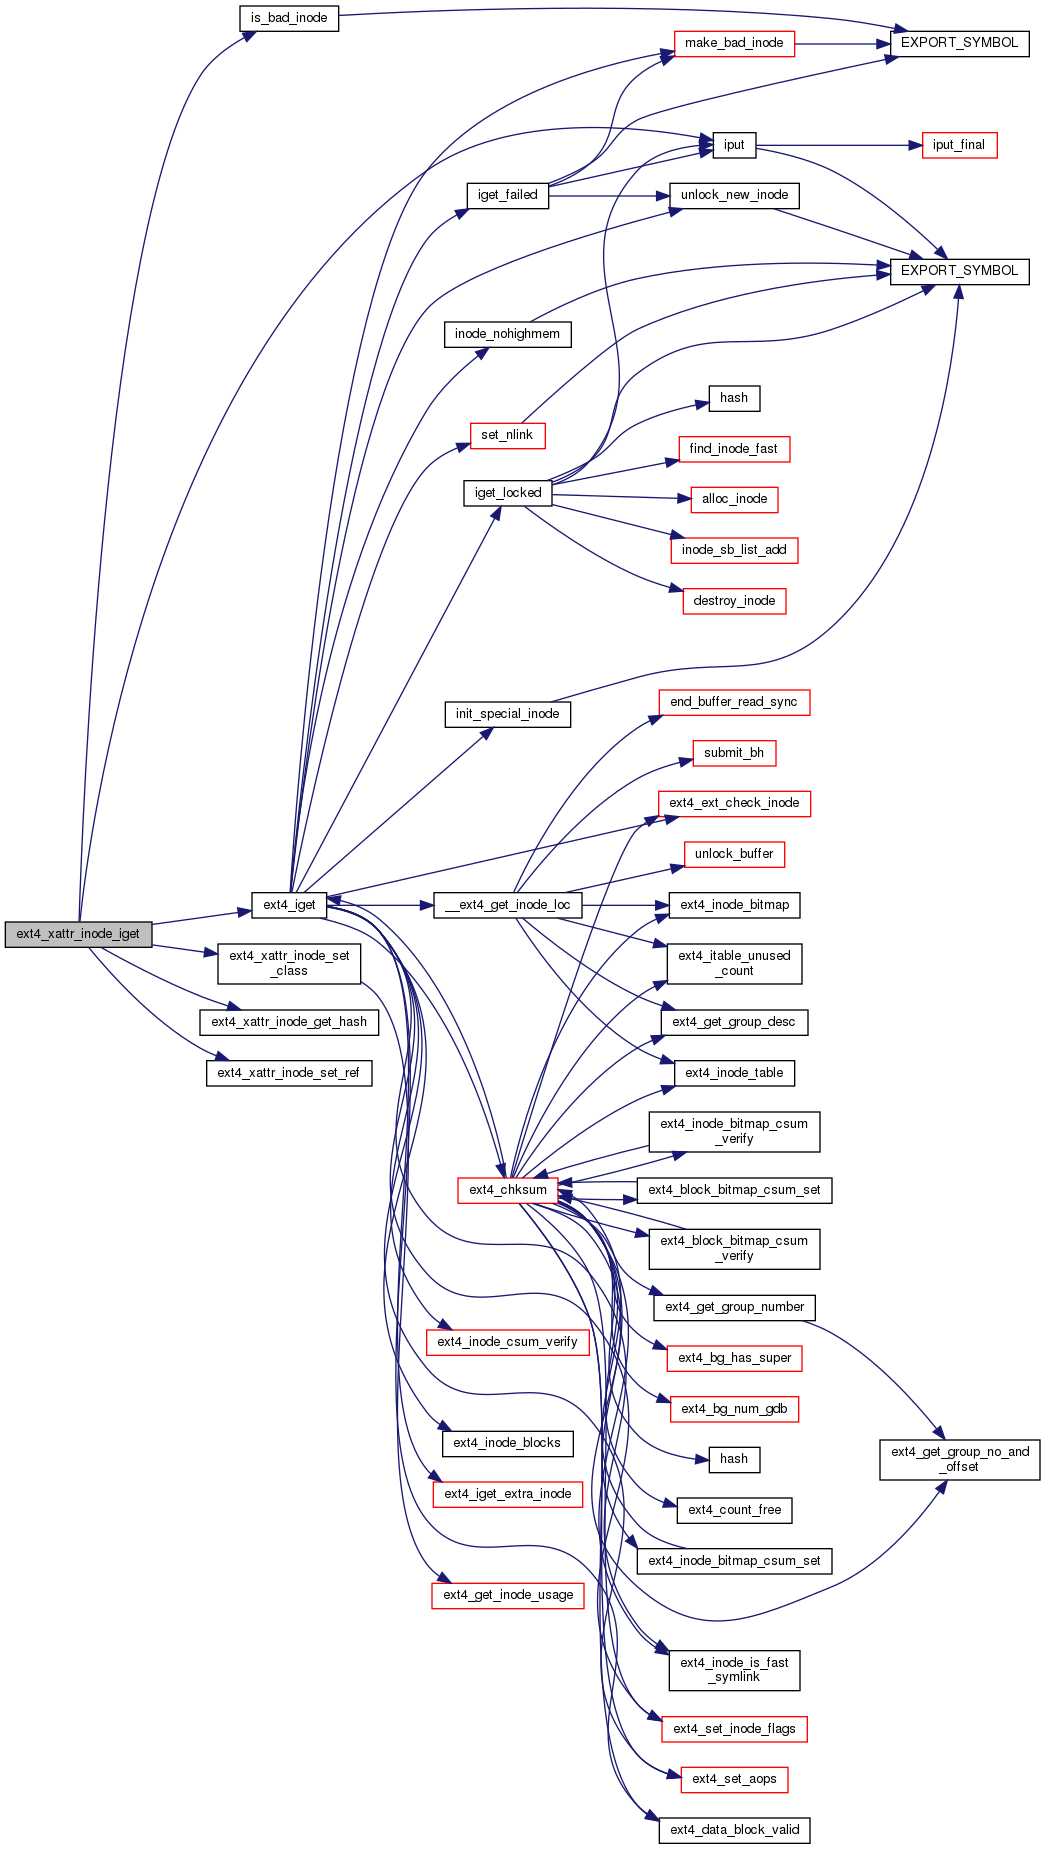 is_bad_inode
make_bad_inode
EXPORT_SYMBOL
iput
iput_final
iget_failed
unlock_new_inode
EXPORT_SYMBOL
inode_nohighmem
hash
set_nlink
find_inode_fast
iget_locked
alloc_inode
inode_sb_list_add
destroy_inode
end_buffer_read_sync
init_special_inode
submit_bh
ext4_ext_check_inode
unlock_buffer
ext4_iget
__ext4_get_inode_loc
ext4_inode_bitmap
ext4_xattr_inode_iget
ext4_xattr_inode_set
_class
ext4_itable_unused
_count
ext4_xattr_inode_get_hash
ext4_get_group_desc
ext4_xattr_inode_set_ref
ext4_inode_table
ext4_inode_bitmap_csum
_verify
ext4_chksum
ext4_block_bitmap_csum_set
ext4_block_bitmap_csum
_verify
ext4_get_group_number
ext4_inode_csum_verify
ext4_bg_has_super
ext4_bg_num_gdb
ext4_inode_blocks
hash
ext4_get_group_no_and
_offset
ext4_iget_extra_inode
ext4_count_free
ext4_inode_bitmap_csum_set
ext4_get_inode_usage
ext4_inode_is_fast
_symlink
ext4_set_inode_flags
ext4_set_aops
ext4_data_block_valid